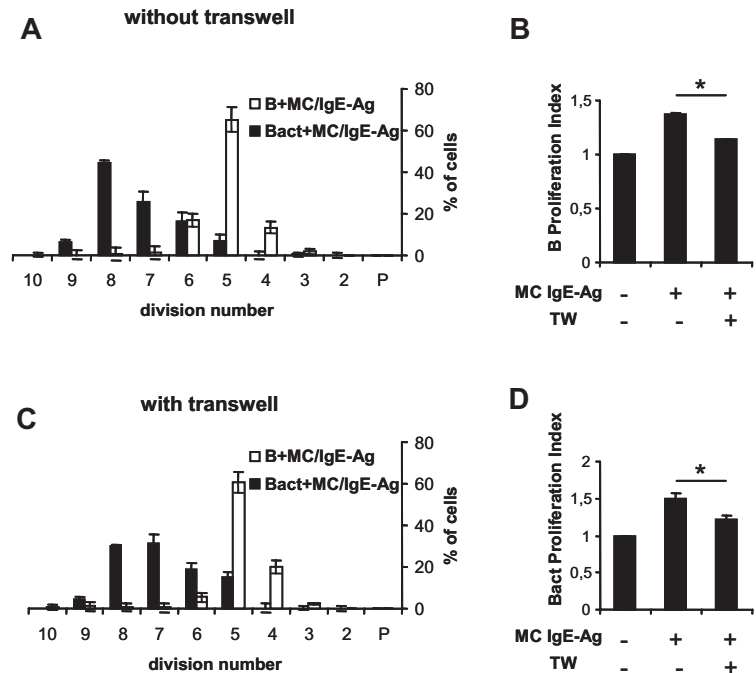 A
without transwell
80
60
40
20
0
% of cells
B+MC/IgE-Ag
Bact+MC/IgE-Ag
10 9 8 7 6 5 4 3 2 P
division number
B
B Proliferation Index
1,5
1
0,5
0
*
MC IgE-Ag - + +
TW - - +
C
with transwell
80
60
40
20
0
% of cells
B+MC/IgE-Ag
Bact+MC/IgE-Ag
10 9 8 7 6 5 4 3 2 P
division number
D
Bact Proliferation Index
2
1,5
1
0,5
0
*
MC IgE-Ag - + +
TW - - +